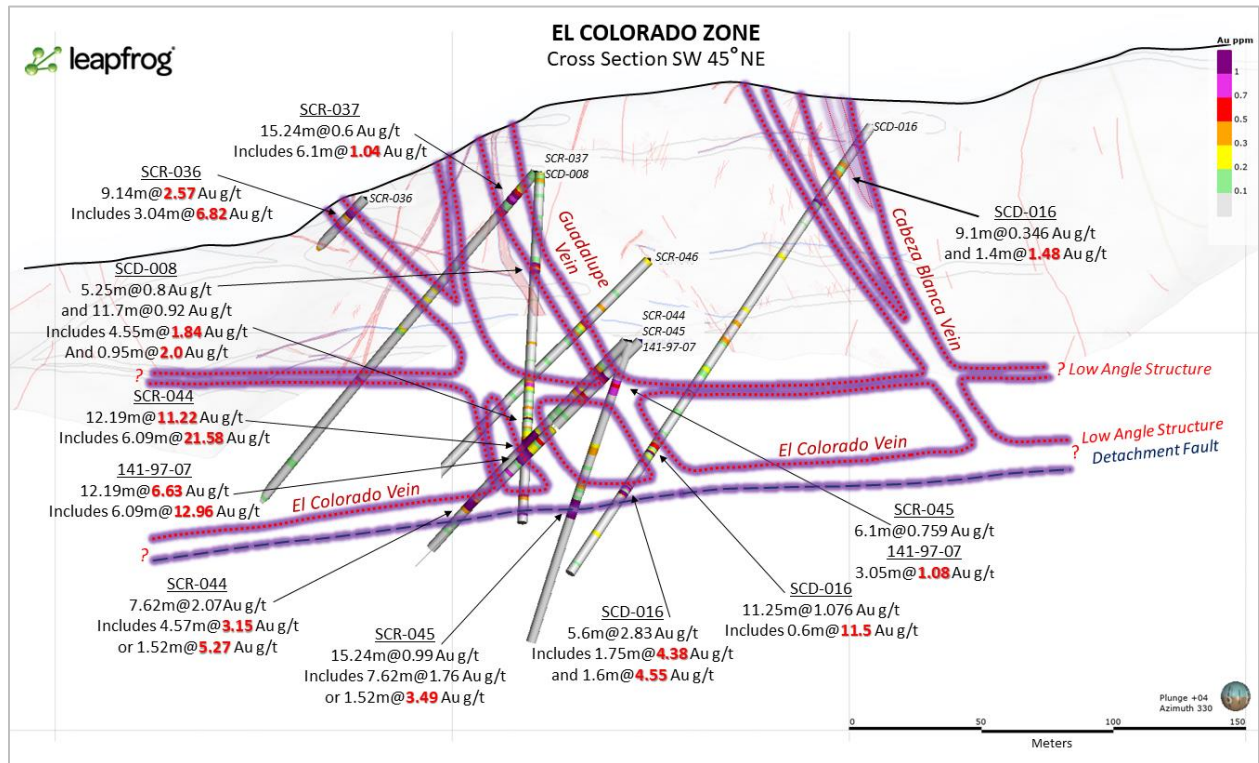 EL COLORADO ZONE
Cross Section SW 45°NE
leapfrog
Au ppm
1
0.7
0.5
0.3
0.2
0.1
SCR-037
15.24m@0.6 Au g/t
Includes 6.1m@1.04 Au g/t
SCR-036
9.14m@2.57 Au g/t
Includes 3.04m@6.82 Au g/t
SCR-036
SCR-037
SCD-008
SCD-016
SCD-016
9.1m@0.346 Au g/t
and 1.4m@1.48 Au g/t
Guadalupe
Vein
Cabeza Blanca Vein
SCR-046
SCD-008
5.25m@0.8 Au g/t
and 11.7m@0.92 Au g/t
Includes 4.55m@1.84 Au g/t
And 0.95m@2.0 Au g/t
SCR-044
SCR-045
141-97-07
?
? Low Angle Structure
SCR-044
12.19m@11.22 Au g/t
Includes 6.09m@21.58 Au g/t
El Colorado Vein
Low Angle Structure
?
Detachment Fault
141-97-07
12.19m@6.63 Au g/t
Includes 6.09m@12.96 Au g/t
El Colorado Vein
?
SCR-045
6.1m@0.759 Au g/t
141-97-07
3.05m@1.08 Au g/t
SCR-044
7.62m@2.07 Au g/t
Includes 4.57m@3.15 Au g/t
or 1.52m@5.27 Au g/t
SCR-045
15.24m@0.99 Au g/t
Includes 7.62m@1.76 Au g/t
or 1.52m@3.49 Au g/t
SCD-016
5.6m@2.83 Au g/t
Includes 1.75m@4.38 Au g/t
and 1.6m@4.55 Au g/t
SCD-016
11.25m@1.076 Au g/t
Includes 0.6m@11.5 Au g/t
Plunge +04
Azimuth 330
0 50 100 150
Meters